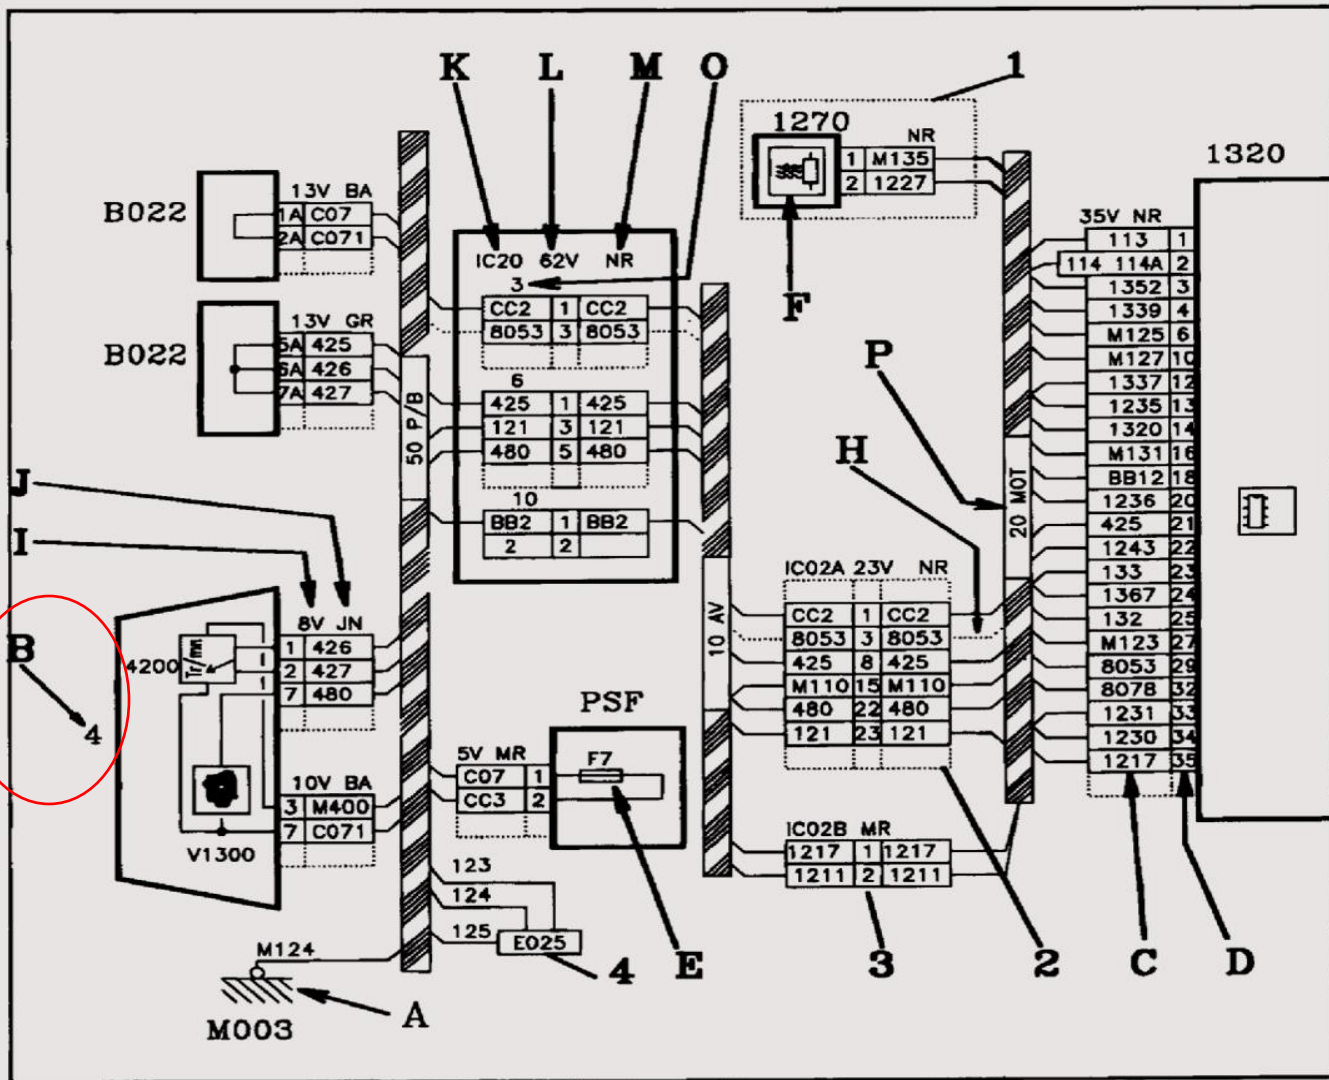 K L M O 1
1270 NR
1 M135
2 1227
1320
B022
13V BA
1A C07
2A C071
IC20 62V NR
3
CC2 1 CC2
8053 3 8053
F
35V NR
113 1
114 114A 2
1352 3
1339 4
M125 6
M127 10
1337 12
1235 13
1320 14
M131 16
BB12 18
1236 20
425 21
1243 22
133 23
1367 24
132 25
M123 27
8053 29
8078 32
1231 33
1230 34
1217 35
B022
13V GR
5A 425
6A 426
7A 427
50 P/B
6
425 1 425
121 3 121
480 5 480
10
BB2 1 BB2
2 2
P
H
20 MOT
J
I
B
4
8V JN
4200
Tr/mn
1 426
2 427
7 480
10V BA
3 M400
7 C071
V1300
10 AV
IC02A 23V NR
CC2 1 CC2
8053 3 8053
425 8 425
M110 15 M110
480 22 480
121 23 121
PSF
5V MR
C07 1
CC3 2
F7
IC02B MR
1217 1 1217
1211 2 1211
123
124
125
E025
4 E 3 2 C D
M124
M003
A